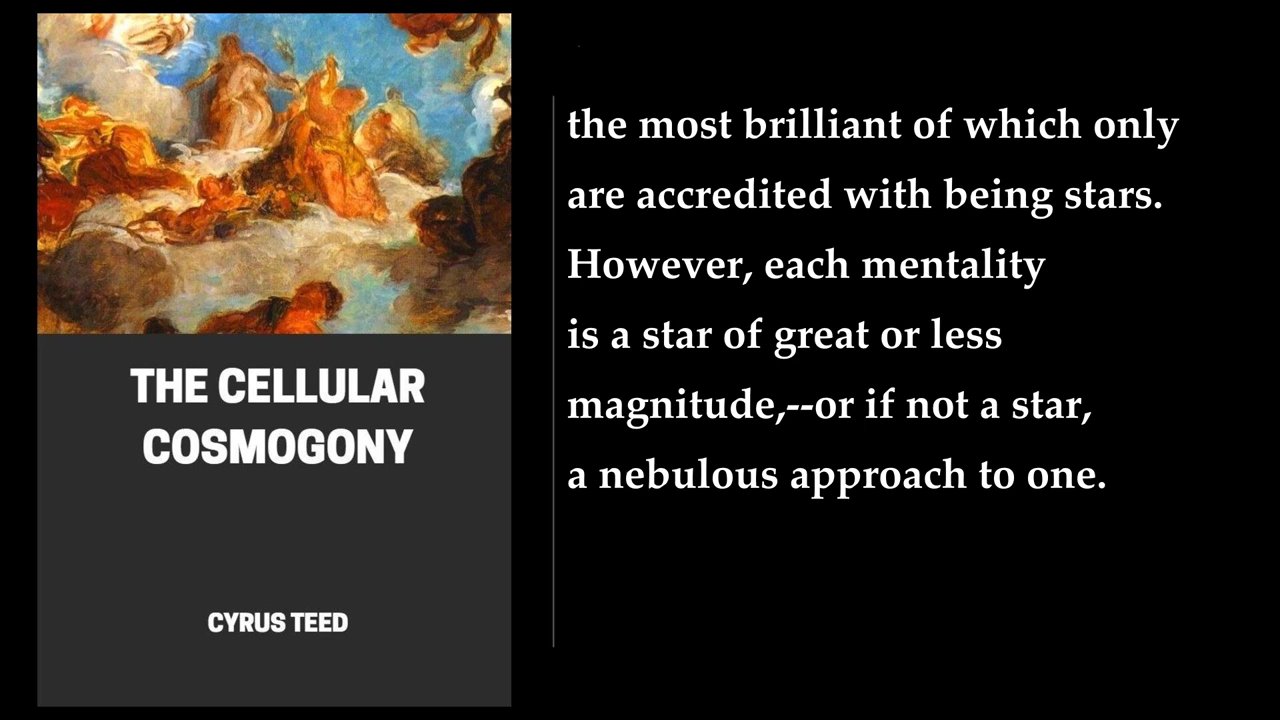 THE CELLULAR
COSMOGONY
CYRUS TEED
the most brilliant of which only
are accredited with being stars.
However, each mentality
is a star of great or less
magnitude,--or if not a star,
a nebulous approach to one.